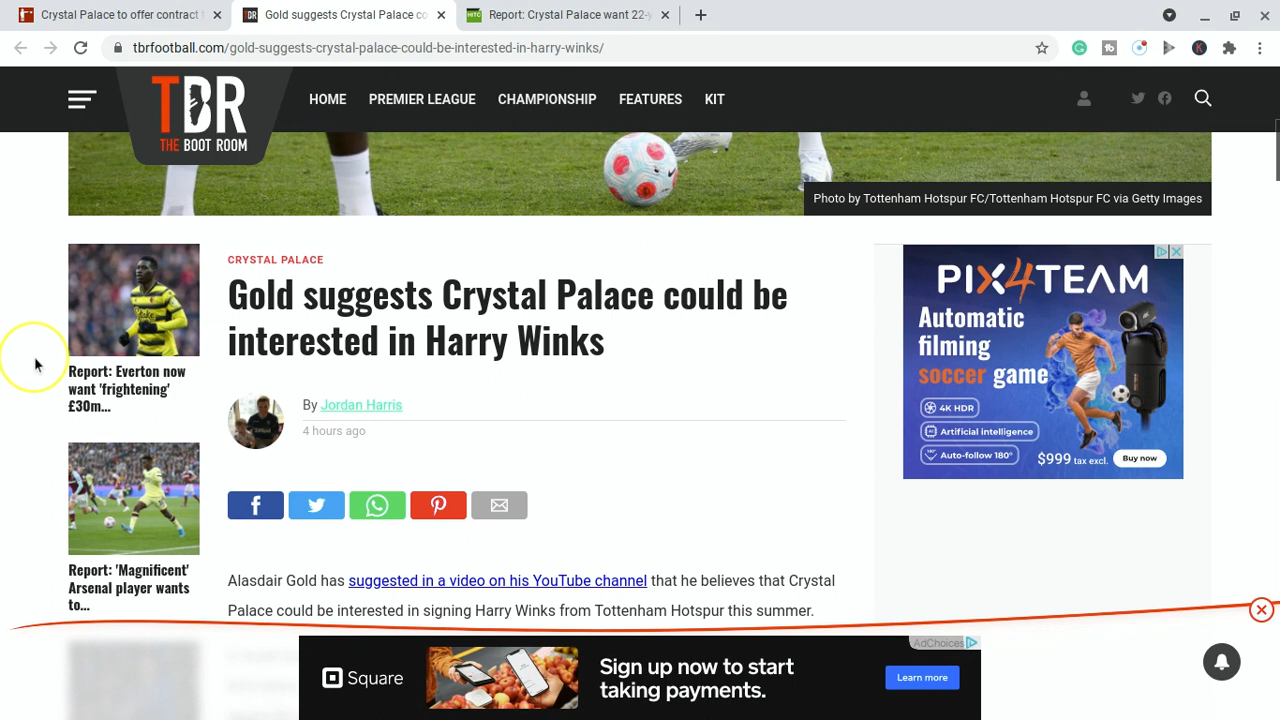 Crystal Palace to offer contract t
Gold suggests Crystal Palace co
Report: Crystal Palace want 22-y
tbrfootball.com/gold-suggests-crystal-palace-could-be-interested-in-harry-winks/
TBR
THE BOOT ROOM
HOME PREMIER LEAGUE CHAMPIONSHIP FEATURES KIT
Photo by Tottenham Hotspur FC/Tottenham Hotspur FC via Getty Images
Report: Everton now
want 'frightening'
£30m...
Report: 'Magnificent'
Arsenal player wants
to...
CRYSTAL PALACE
Gold suggests Crystal Palace could be
interested in Harry Winks
By Jordan Harris
4 hours ago
Alasdair Gold has suggested in a video on his YouTube channel that he believes that Crystal
Palace could be interested in signing Harry Winks from Tottenham Hotspur this summer.
PIX4TEAM
Automatic
filming
soccer game
4K HDR
Artificial intelligence
Auto-follow 180°
$999 tax excl.
Buy now
AdChoices
Square
Sign up now to start
taking payments.
Learn more